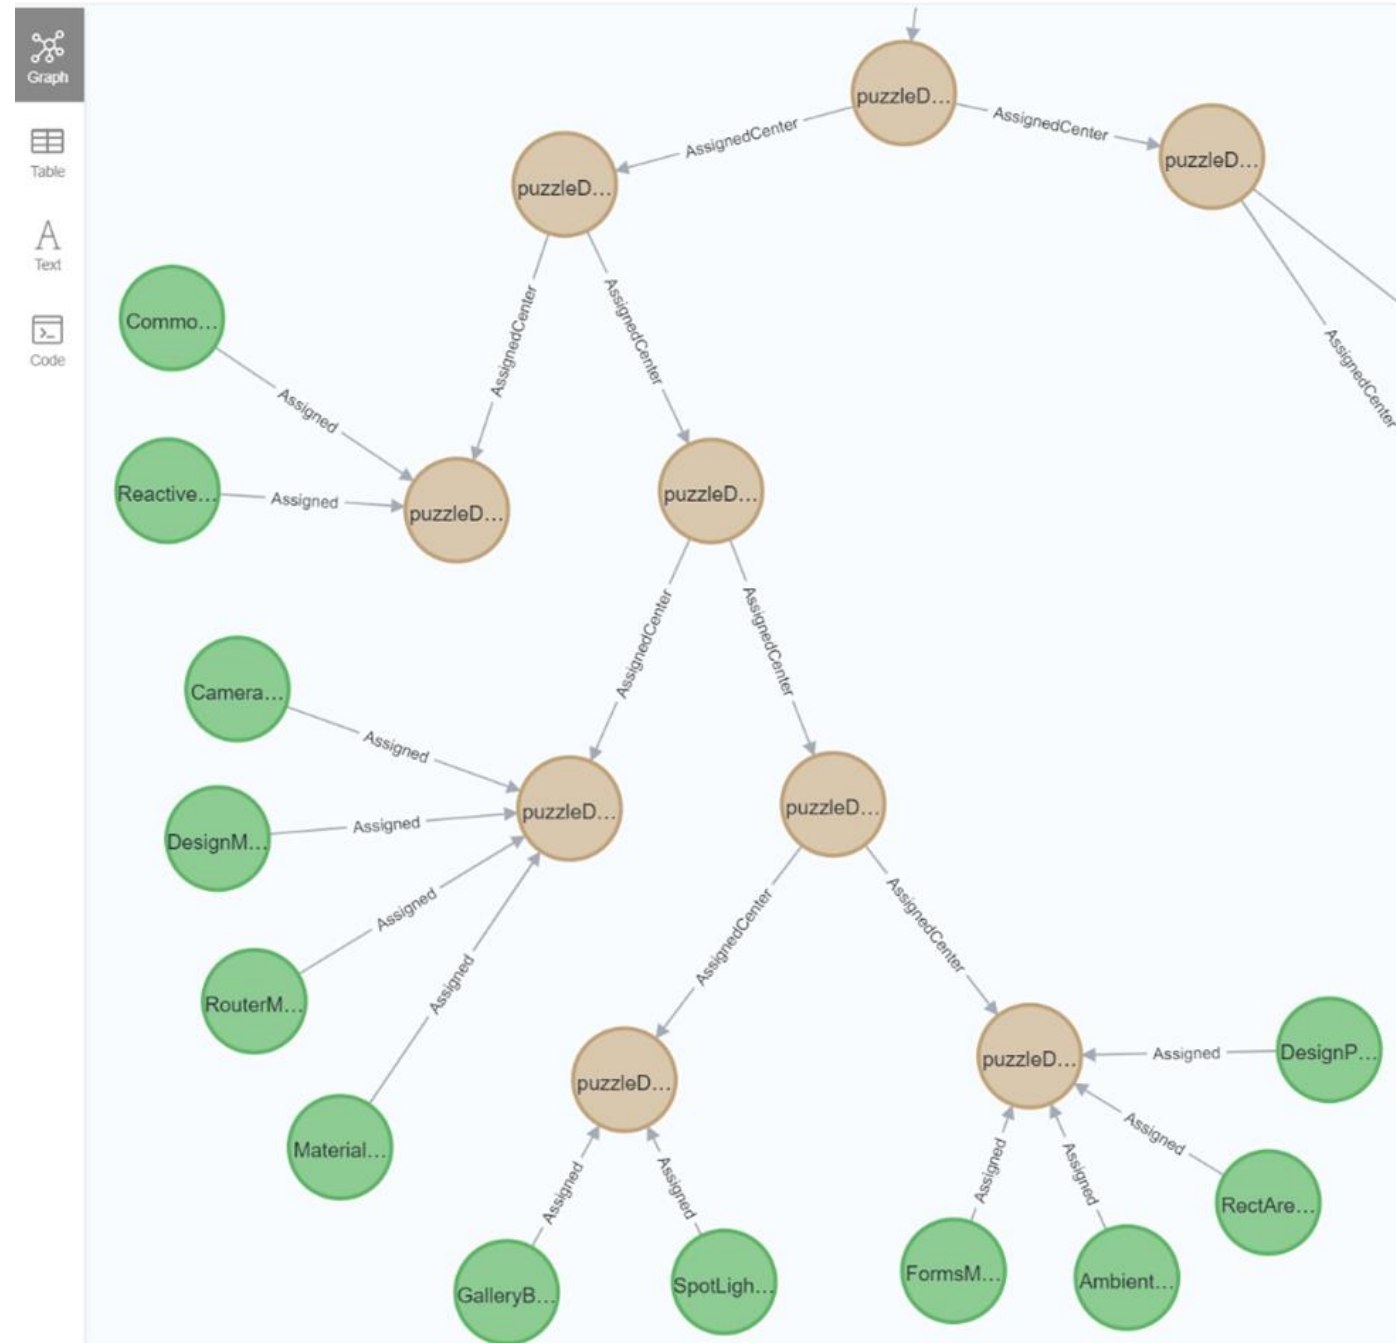 Graph
Table
Text
Code
puzzleD...
AssignedCenter
AssignedCenter
puzzleD...
puzzleD...
AssignedCenter
AssignedCenter
AssignedCenter
Commo...
Assigned
Reactive...
Assigned
puzzleD...
puzzleD...
AssignedCenter
AssignedCenter
Camera...
Assigned
DesignM...
Assigned
puzzleD...
puzzleD...
RouterM...
Assigned
AssignedCenter
AssignedCenter
Material...
Assigned
puzzleD...
puzzleD...
Assigned
DesignP...
Assigned
RectAre...
Assigned
Assigned
Assigned
Assigned
GalleryB...
SpotLigh...
FormsM...
Ambient...